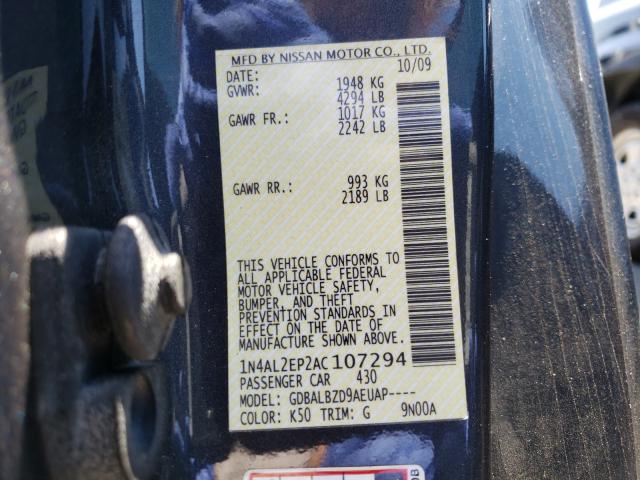 MFD BY NISSAN MOTOR CO., LTD.
DATE: 10/09
GVWR: 1948 KG
4294 LB
GAWR FR.: 1017 KG
2242 LB
GAWR RR.: 993 KG
2189 LB
THIS VEHICLE CONFORMS TO
ALL APPLICABLE FEDERAL
MOTOR VEHICLE SAFETY,
BUMPER, AND THEFT
PREVENTION STANDARDS IN
EFFECT ON THE DATE OF
MANUFACTURE SHOWN ABOVE.
1N4AL2EP2AC107294
PASSENGER CAR 430
MODEL: GDBALBZD9AEUAP----
COLOR: K50 TRIM: G 9N00A